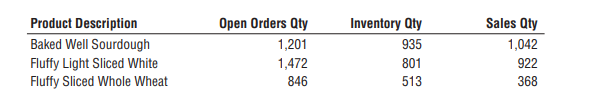 Product Description Open Orders Qty Inventory Qty Sales Qty
Baked Well Sourdough 1,201 935 1,042
Fluffy Light Sliced White 1,472 801 922
Fluffy Sliced Whole Wheat 846 513 368